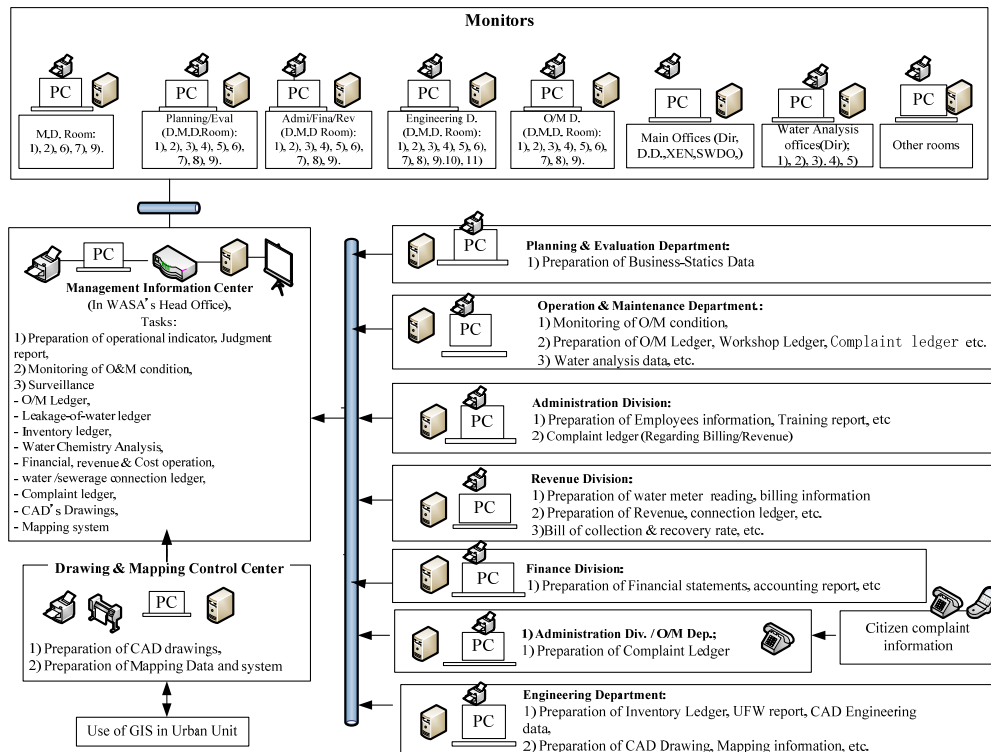 Monitors
PC
M,D. Room:
1), 2), 6), 7), 9).
PC
Planning/Eval
(D,M,D,Room):
1), 2), 3), 4), 5), 6),
7), 8), 9).
PC
Admi/Fina/Rev
(D.M.D Room):
1), 2), 3), 4), 5), 6),
7), 8), 9).
PC
Engineering D.
(D.M,D. Room):
1), 2), 3), 4), 5), 6),
7), 8), 9).10), 11)
PC
O/M D.
(D,M,D, Room):
1), 2), 3), 4), 5), 6),
7), 8), 9).
PC
Main Offices (Dir,
D.D.,XEN,SWDO,)
PC
Water Analysis
offices(Dir);
1), 2), 3). 4), 5)
PC
Other rooms
PC
Management Information Center
(In WASA's Head Office),
Tasks:
1) Preparation of operational indicator, Judgment
report,
2) Monitoring of O&M condition,
3) Surveillance
- O/M Ledger,
- Leakage-of-water ledger
- Inventory ledger,
- Water Chemistry Analysis,
- Financial, revenue & Cost operation,
- water /sewerage connection ledger,
- Complaint ledger,
- CAD's Drawings,
- Mapping system
Drawing & Mapping Control Center
PC
1) Preparation of CAD drawings,
2) Preparation of Mapping Data and system
Use of GIS in Urban Unit
PC
Planning & Evaluation Department:
1) Preparation of Business-Statics Data
PC
Operation & Maintenance Department.:
1) Monitoring of O/M condition,
2) Preparation of O/M Ledger, Workshop Ledger, Complaint ledger etc.
3) Water analysis data, etc.
PC
Administration Division:
1) Preparation of Employees information, Training report, etc
2) Complaint ledger (Regarding Billing/Revenue)
PC
Revenue Division:
1) Preparation of water meter reading, billing information
2) Preparation of Revenue, connection ledger, etc.
3)Bill of collection & recovery rate, etc.
PC
Finance Division:
1) Preparation of Financial statements, accounting report, etc
PC
1) Administration Div. / O/M Dep.;
1) Preparation of Complaint Ledger
Citizen complaint
information
PC
Engineering Department:
1) Preparation of Inventory Ledger, UFW report, CAD Engineering
data,
2) Preparation of CAD Drawing, Mapping information, etc.